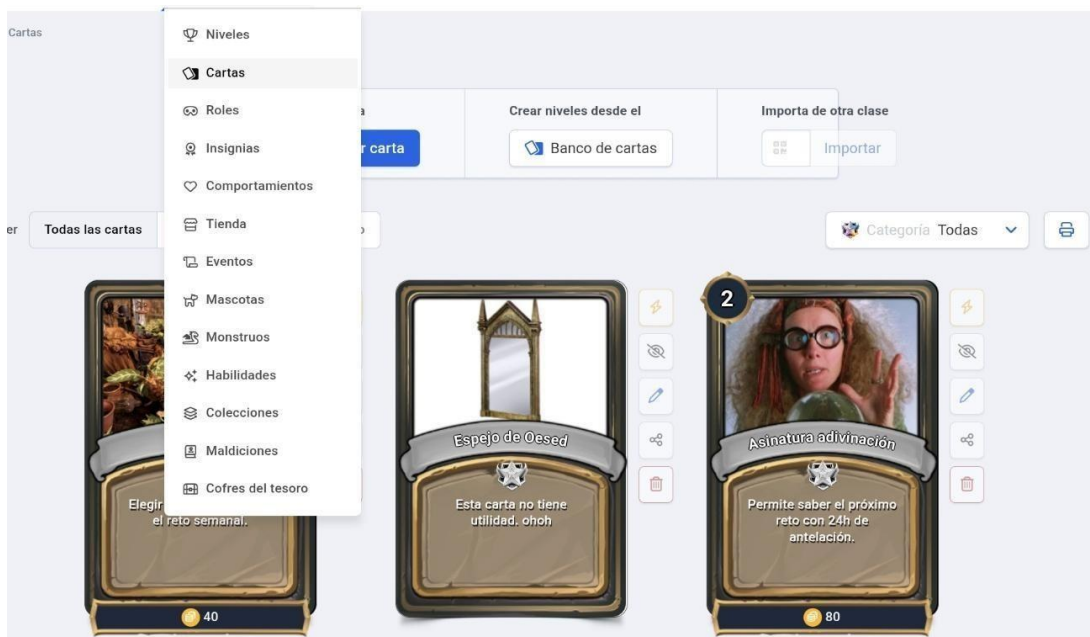 Cartas
Niveles
Cartas
Roles
Insignias
Comportamientos
Tienda
Eventos
Mascotas
Monstruos
Habilidades
Colecciones
Maldiciones
Cofres del tesoro
r carta
Crear niveles desde el
Banco de cartas
Importa de otra clase
Importar
er
Todas las cartas
Categoría Todas
Elegir
el reto semanal.
40
Espejo de Oesed
Esta carta no tiene
utilidad. ohoh
2
Asinatura adivinación
Permite saber el próximo
reto con 24h de
antelación.
80